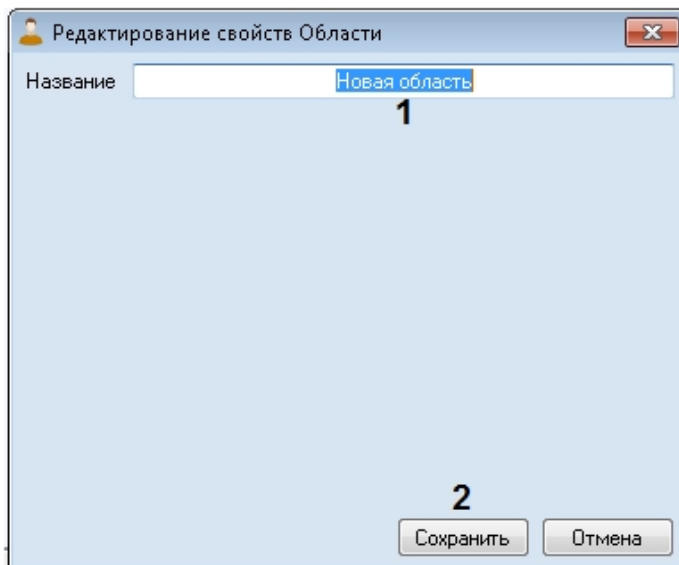 Редактирование свойств Области
Название Новая область
1
2
Сохранить Отмена